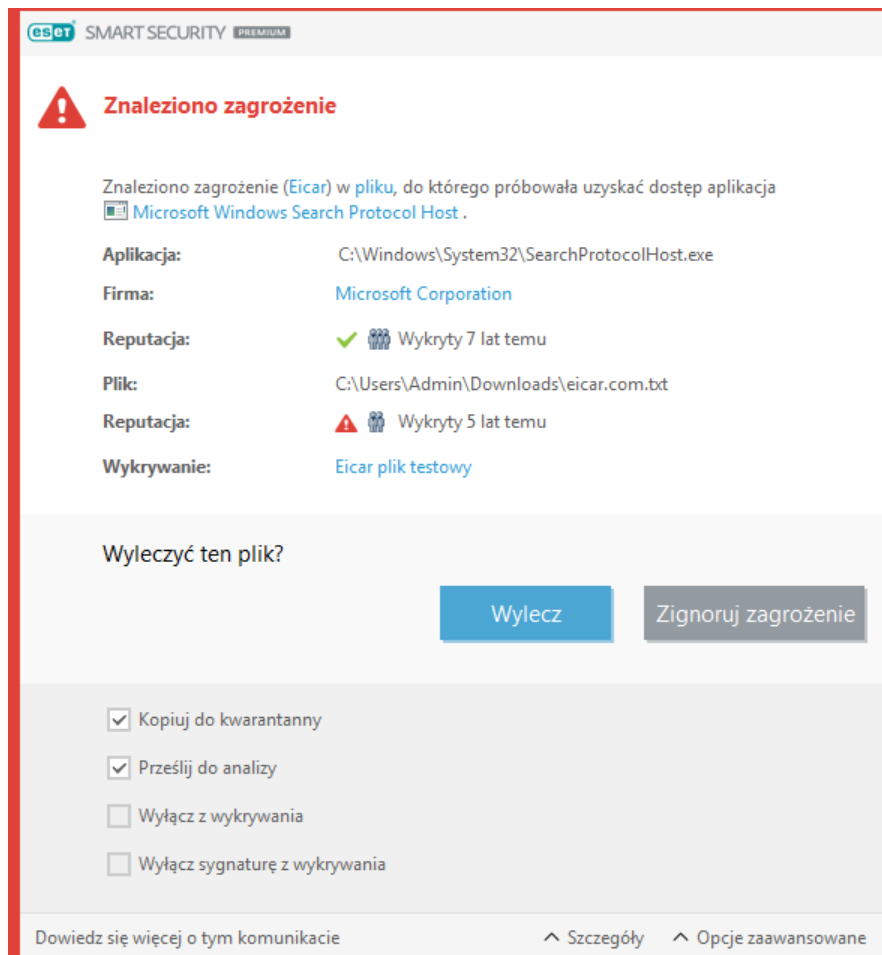 eset SMART SECURITY PREMIUM
Znaleziono zagrożenie
Znaleziono zagrożenie (Eicar) w pliku, do którego próbowała uzyskać dostęp aplikacja
Microsoft Windows Search Protocol Host .
Aplikacja: C:\Windows\System32\SearchProtocolHost.exe
Firma: Microsoft Corporation
Reputacja: Wykryty 7 lat temu
Plik: C:\Users\Admin\Downloads\eicar.com.txt
Reputacja: Wykryty 5 lat temu
Wykrywanie: Eicar plik testowy
Wyleczyć ten plik?
Wylecz Zignoruj zagrożenie
Kopiuj do kwarantanny
Prześlij do analizy
Wyłącz z wykrywania
Wyłącz sygnaturę z wykrywania
Dowiedz się więcej o tym komunikacie Szczegóły Opcje zaawansowane